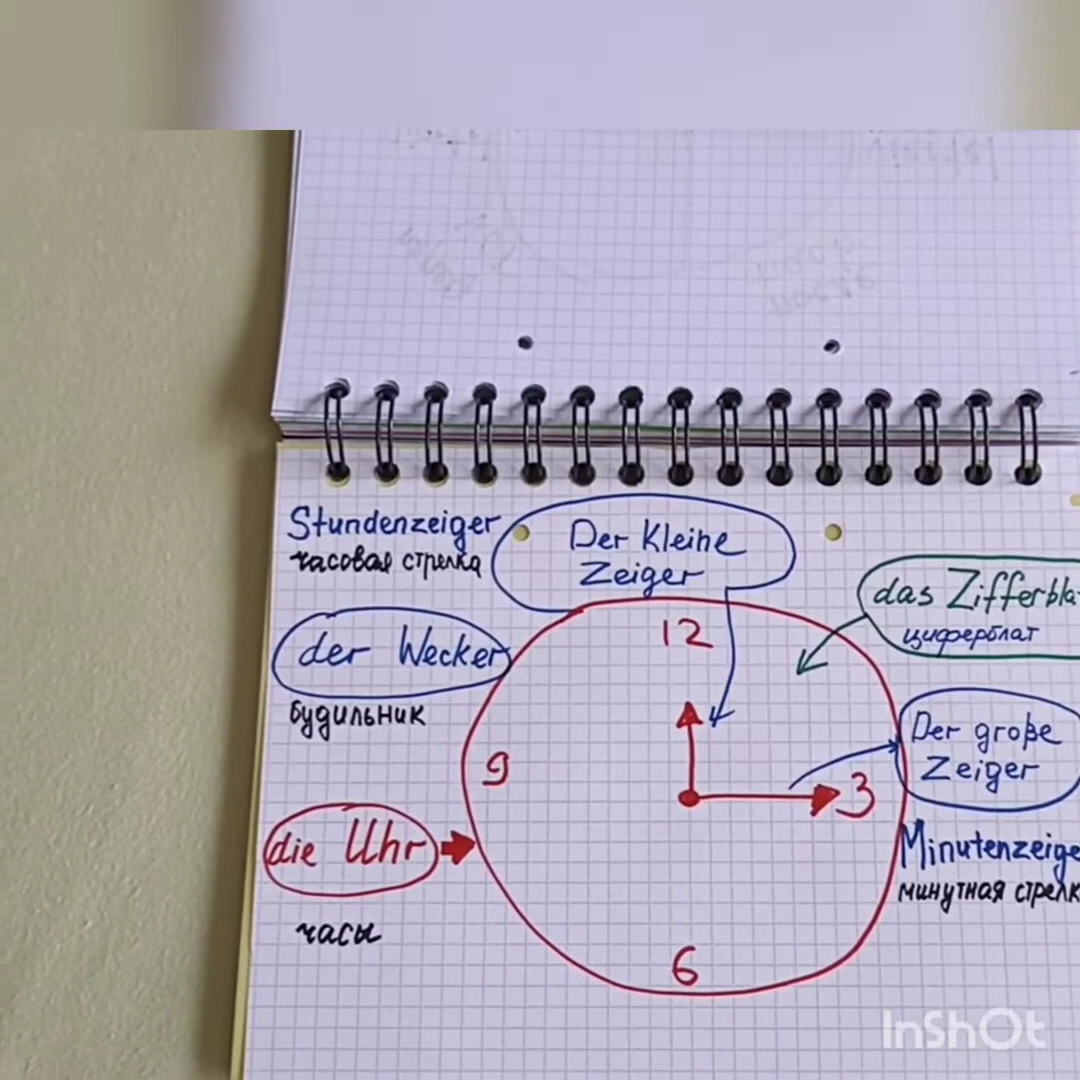 Stundenzeiger
часовая стрелка
Der Kleine
Zeiger
das Zifferbla
циферблат
der Wecker
будильник
12
Der große
Zeiger
9
3
die Uhr
Minutenzeige
минутная стрелк
часы
6
InShOt